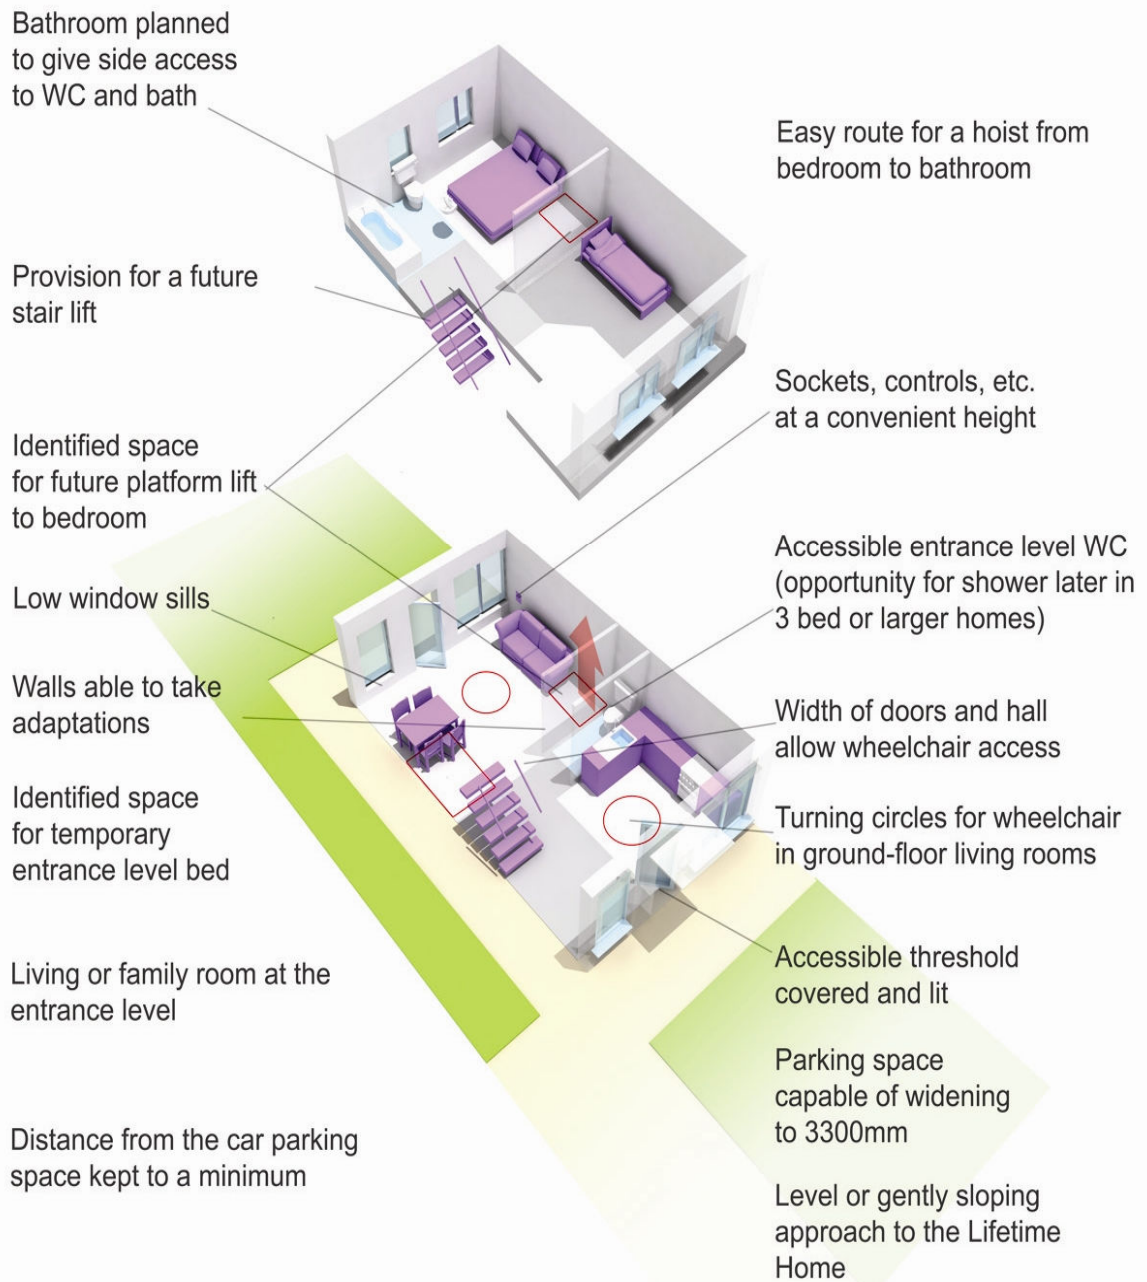 Bathroom planned
to give side access
to WC and bath
Easy route for a hoist from
bedroom to bathroom
Provision for a future
stair lift
Sockets, controls, etc.
at a convenient height
Identified space
for future platform lift
to bedroom
Accessible entrance level WC
(opportunity for shower later in
3 bed or larger homes)
Low window sills
Walls able to take
adaptations
Width of doors and hall
allow wheelchair access
Identified space
for temporary
entrance level bed
Turning circles for wheelchair
in ground-floor living rooms
Living or family room at the
entrance level
Accessible threshold
covered and lit
Parking space
capable of widening
to 3300mm
Distance from the car parking
space kept to a minimum
Level or gently sloping
approach to the Lifetime
Home